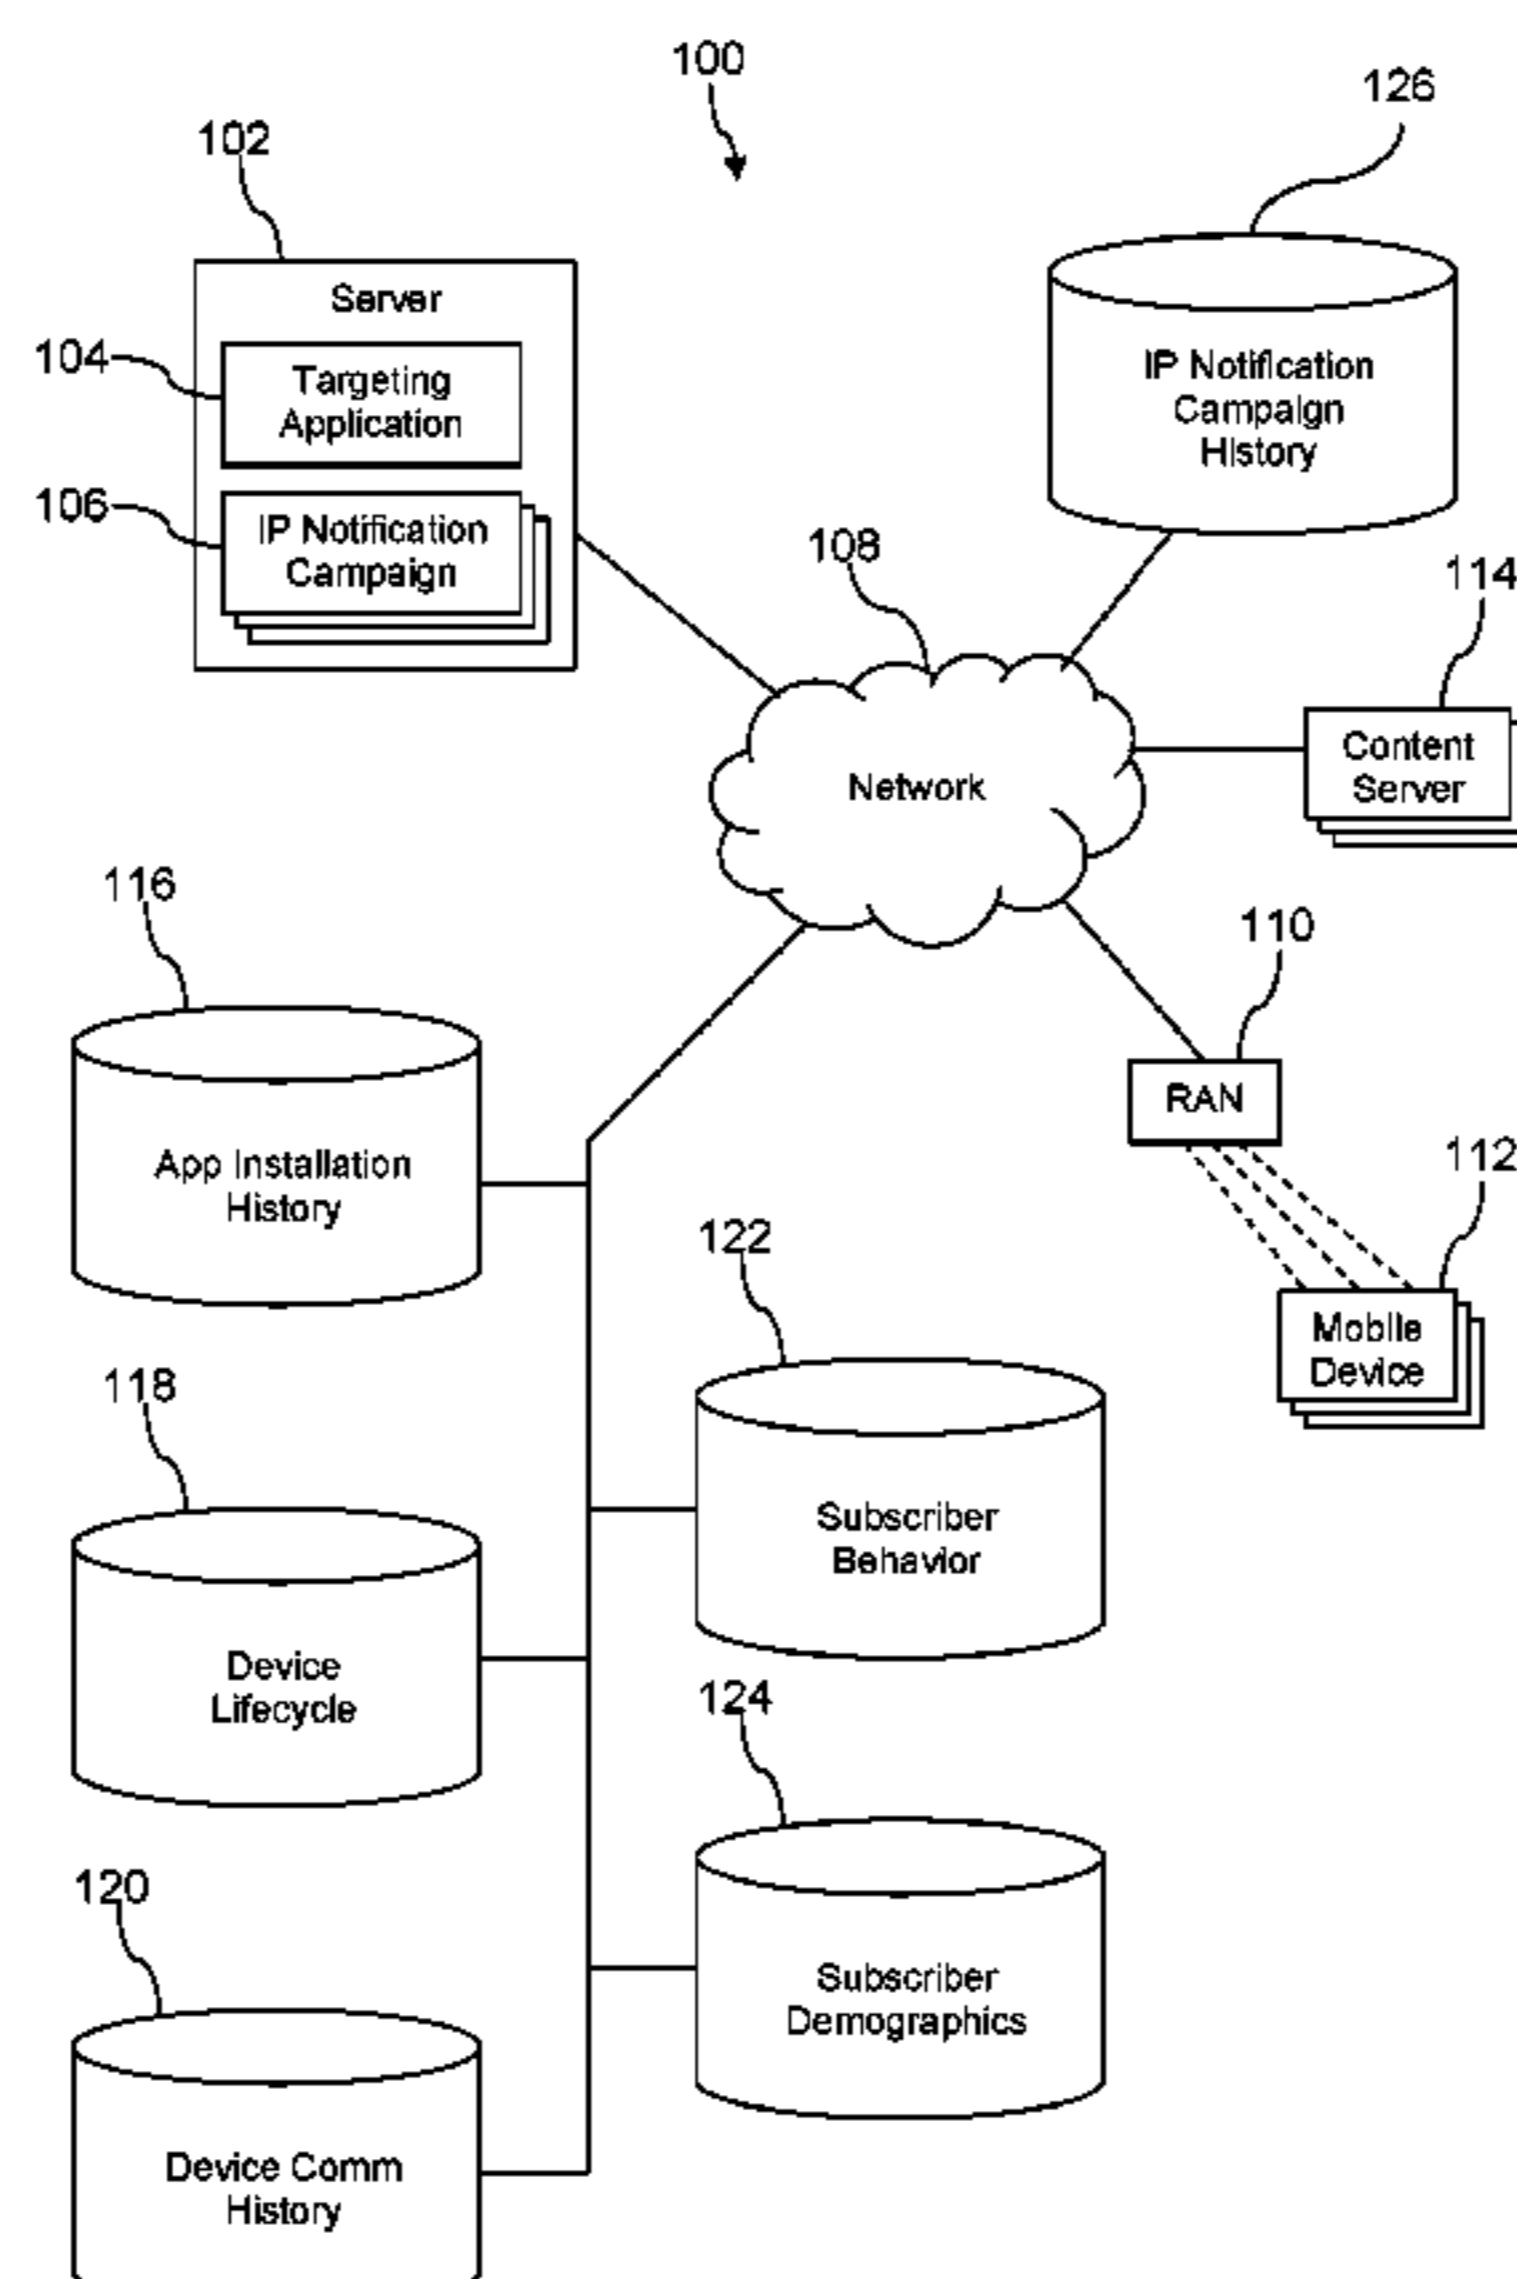 100
126
102
Server
104
Targeting
Application
IP Notification
Campaign
History
106
IP Notification
Campaign
108
114
Content
Server
Network
116
110
RAN
App Installation
History
112
122
Mobile
Device
118
Subscriber
Behavior
Device
Lifecycle
124
120
Subscriber
Demographics
Device Comm
History